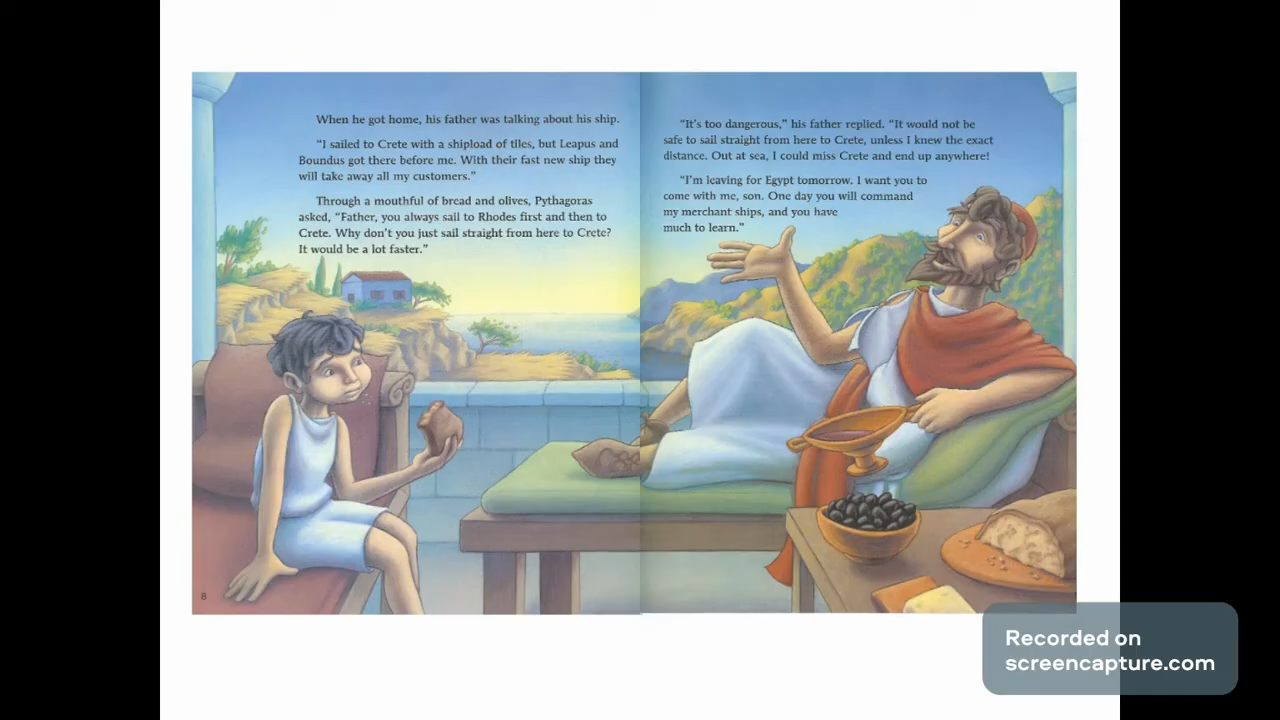 When he got home, his father was talking about his ship.
"I sailed to Crete with a shipload of tiles, but Leapus and
Boundus got there before me. With their fast new ship they
will take away all my customers."
Through a mouthful of bread and olives, Pythagoras
asked, "Father, you always sail to Rhodes first and then to
Crete. Why don't you just sail straight from here to Crete?
It would be a lot faster."
8
"It's too dangerous," his father replied. "It would not be
safe to sail straight from here to Crete, unless I knew the exact
distance. Out at sea, I could miss Crete and end up anywhere!
"I'm leaving for Egypt tomorrow. I want you to
come with me, son. One day you will command
my merchant ships, and you have
much to learn."
Recorded on
screencapture.com